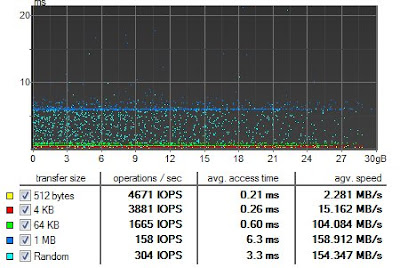 ms
20
10
0 3 6 9 12 15 18 21 24 27 30gB
transfer size operations / sec avg. access time agv. speed
512 bytes 4671 IOPS 0.21 ms 2.281 MB/s
4 KB 3881 IOPS 0.26 ms 15.162 MB/s
64 KB 1665 IOPS 0.60 ms 104.084 MB/s
1 MB 158 IOPS 6.3 ms 158.912 MB/s
Random 304 IOPS 3.3 ms 154.347 MB/s